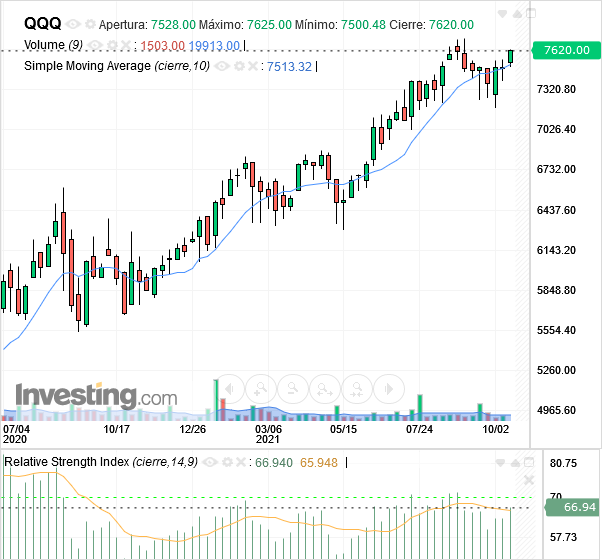 QQQ Apertura: 7528.00 Máximo: 7625.00 Mínimo: 7500.48 Cierre: 7620.00
Volume (9) : 1503.00 19913.00
Simple Moving Average (cierre,10) : 7513.32
7620.00
7320.80
7026.40
6732.00
6437.60
6143.20
5848.80
5554.40
5260.00
4965.60
Investing.com
07/04 10/17 12/26 03/06 05/15 07/24 10/02
2020 2021
Relative Strength Index (cierre,14,9) : 66.940 65.948
80.75
70
66.94
57.73